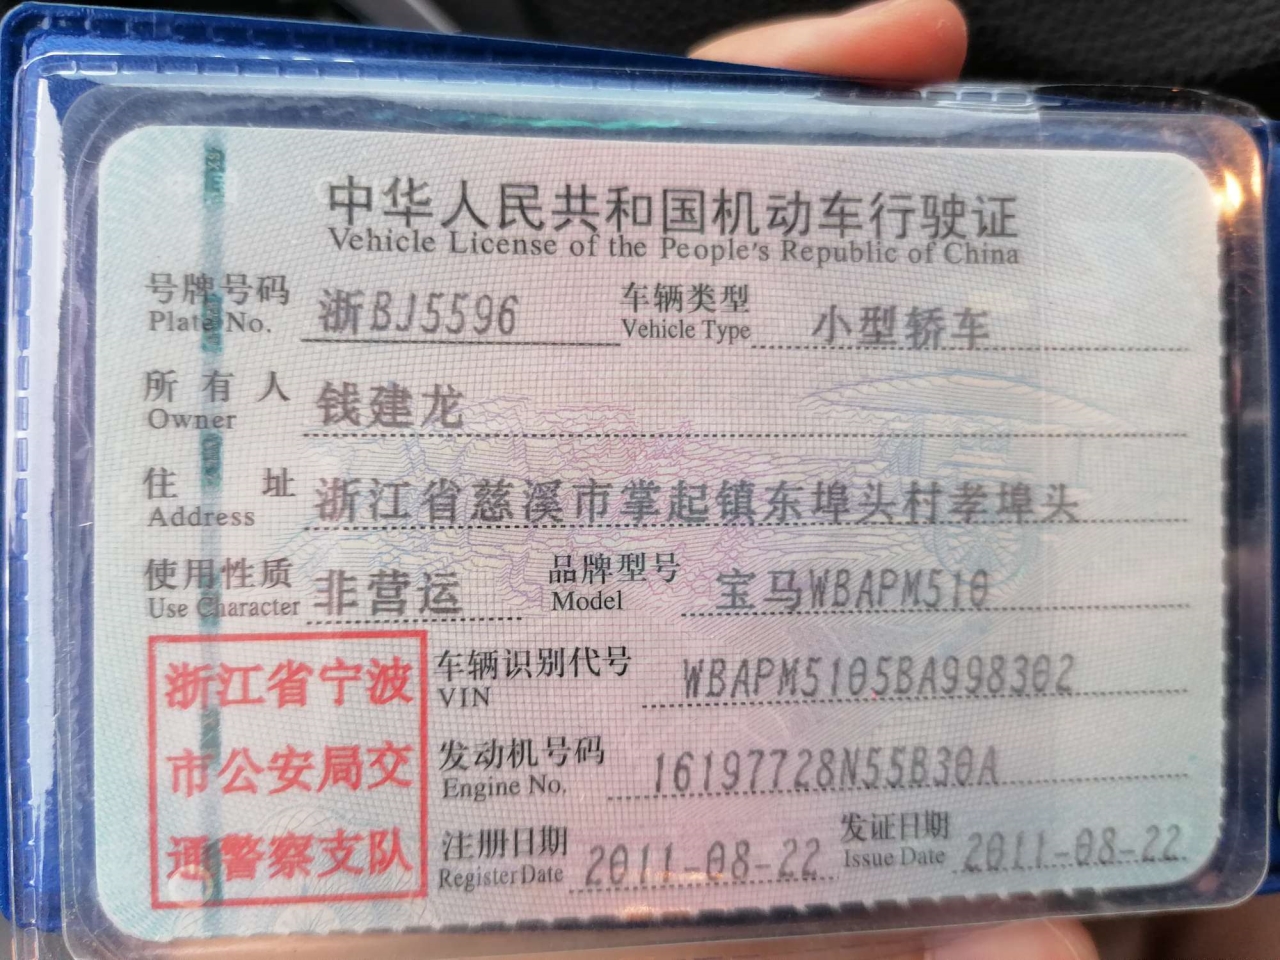 中华人民共和国机动车行驶证
Vehicle License of the People's Republic of China
号牌号码 浙BJ5596 车辆类型 小型轿车
Plate No. Vehicle Type
所有人 钱建龙
Owner
住址 浙江省慈溪市掌起镇东埠头村孝埠头
Address
使用性质 非营运 品牌型号 宝马WBAPM510
Use Character Model
浙江省宁波
市公安局交
通警察支队
车辆识别代号 WBAPM5105BA998302
VIN
发动机号码 16197728N55B30A
Engine No.
注册日期 2011-08-22 发证日期 2011-08-22
Register Date Issue Date